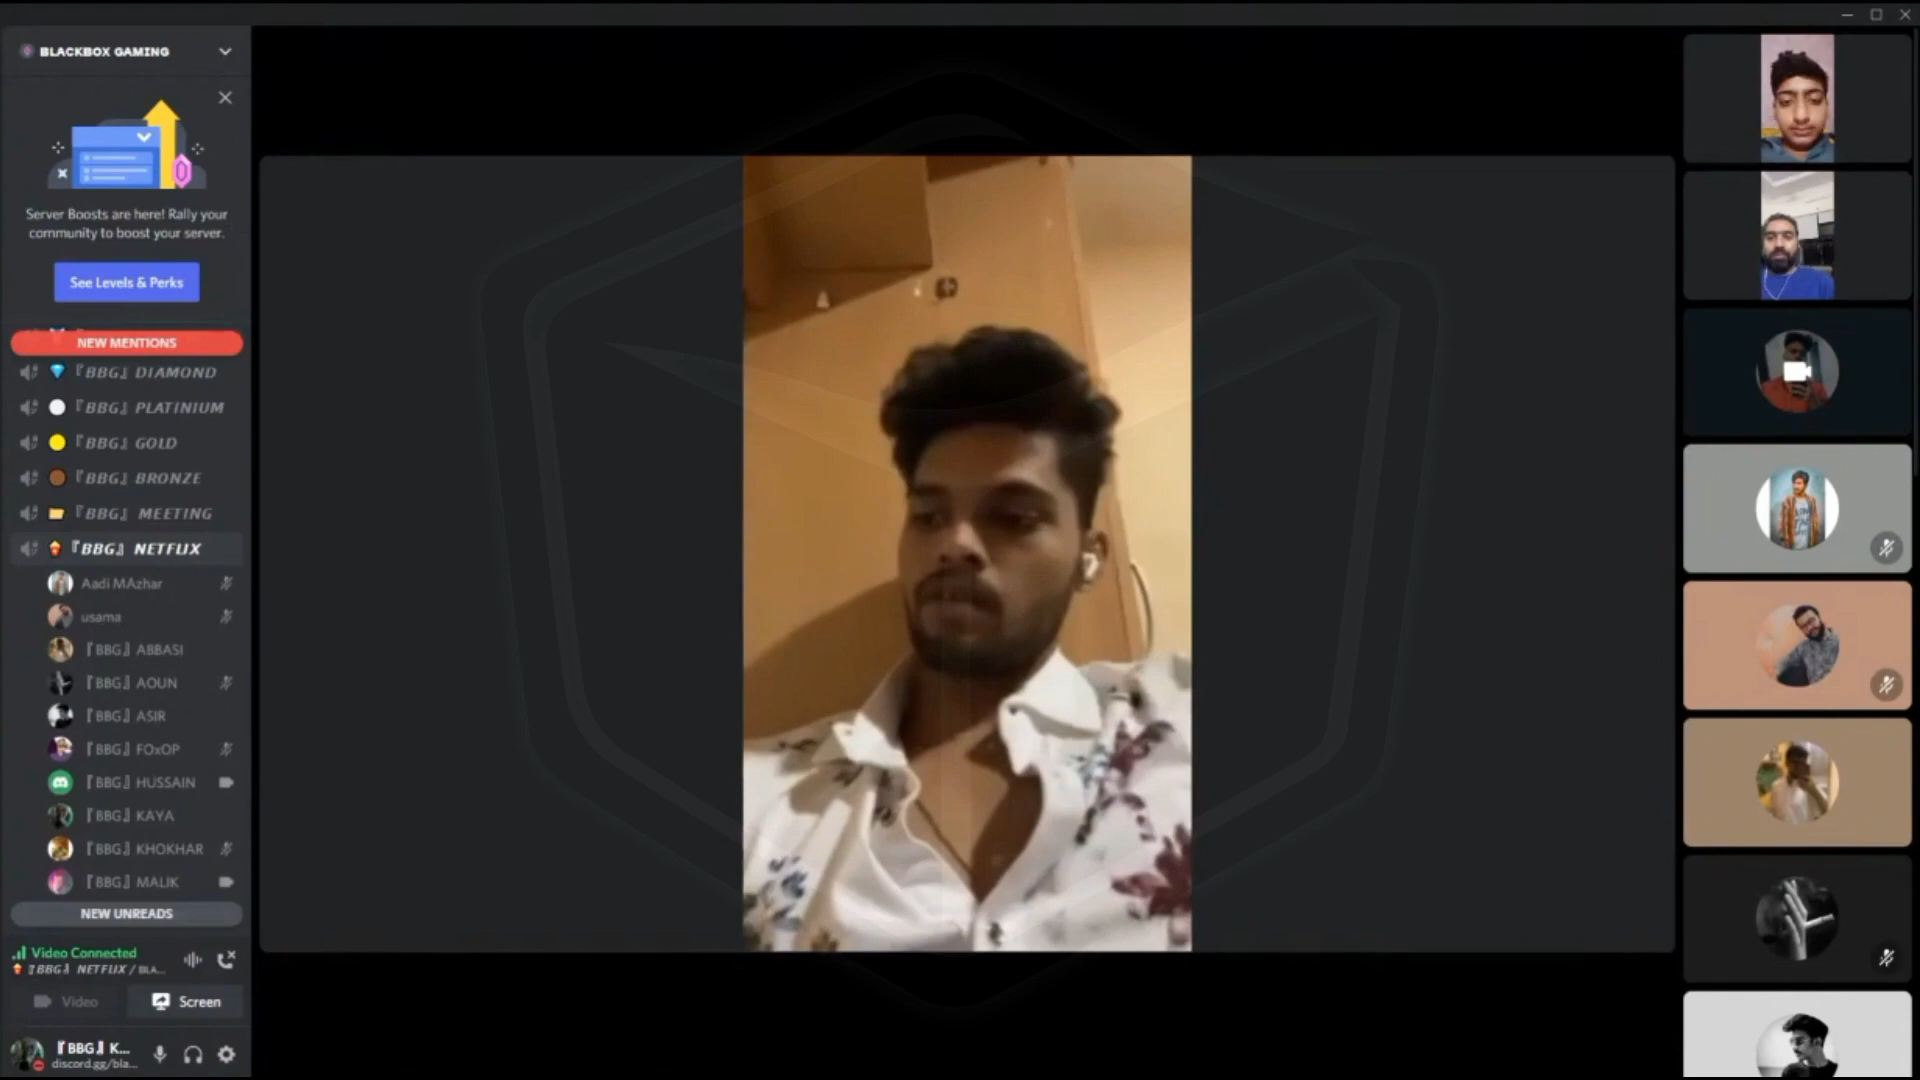 BLACKBOX GAMING
Server Boosts are here! Rally your
community to boost your server.
See Levels & Perks
NEW MENTIONS
『BBG』DIAMOND
『BBG』PLATINIUM
『BBG』GOLD
『BBG』BRONZE
『BBG』MEETING
『BBG』NETFLIX
Aadi MAzhar
usama
『BBG』ABBASI
『BBG』AOUN
『BBG』ASIR
『BBG』FOxOP
『BBG』HUSSAIN
『BBG』KAYA
『BBG』KHOKHAR
『BBG』MALIK
NEW UNREADS
Video Connected
『BBG』NETFLIX / BLA...
Video
Screen
『BBG』K...
discord.gg/bla...